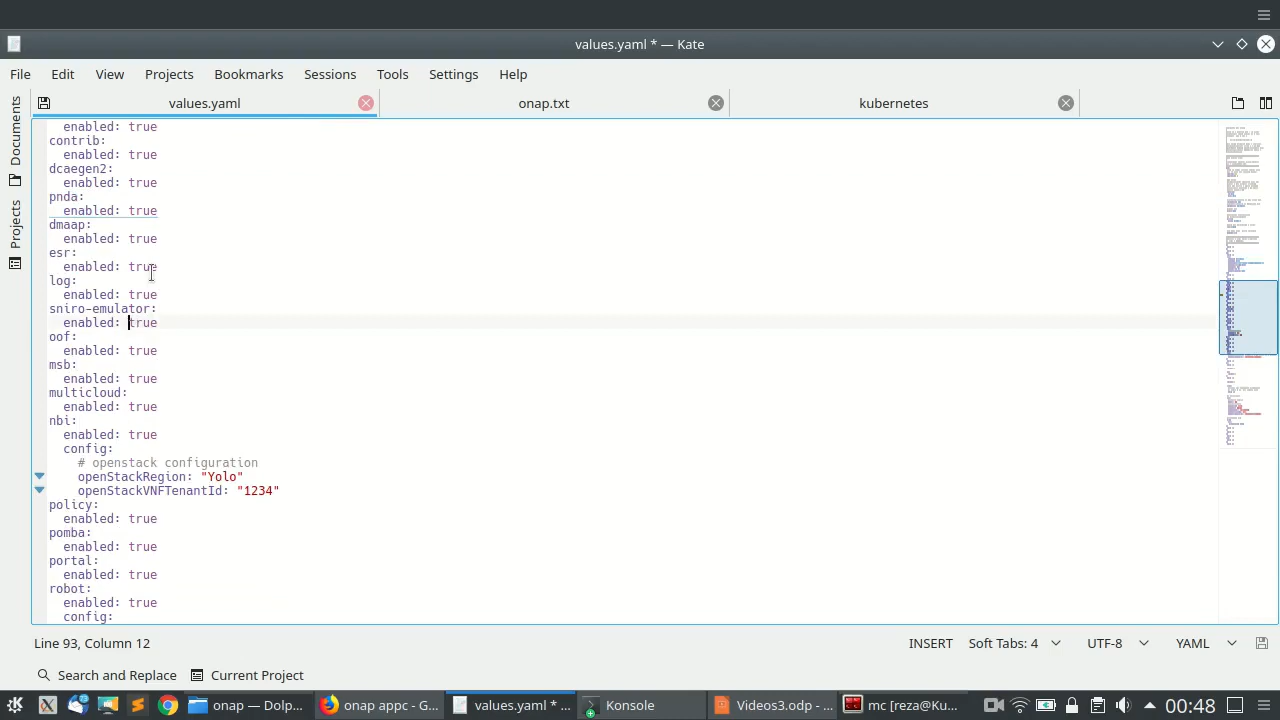 values.yaml * — Kate
File Edit View Projects Bookmarks Sessions Tools Settings Help
values.yaml onap.txt kubernetes
Documents
Projects
enabled: true
contrib:
enabled: true
dcaegen2:
enabled: true
pnda:
enabled: true
dmaap:
enabled: true
esr:
enabled: true
log:
enabled: true
sniro-emulator:
enabled: true
oof:
enabled: true
msb:
enabled: true
multicloud:
enabled: true
nbi:
enabled: true
config:
# openstack configuration
openStackRegion: "Yolo"
openStackVNFTenantId: "1234"
policy:
enabled: true
pomba:
enabled: true
portal:
enabled: true
robot:
enabled: true
config:
Line 93, Column 12 INSERT Soft Tabs: 4 UTF-8 YAML
Search and Replace Current Project
onap — Dolp... onap appc - G... values.yaml * ... Konsole Videos3.odp - ... mc [reza@Ku... 00:48